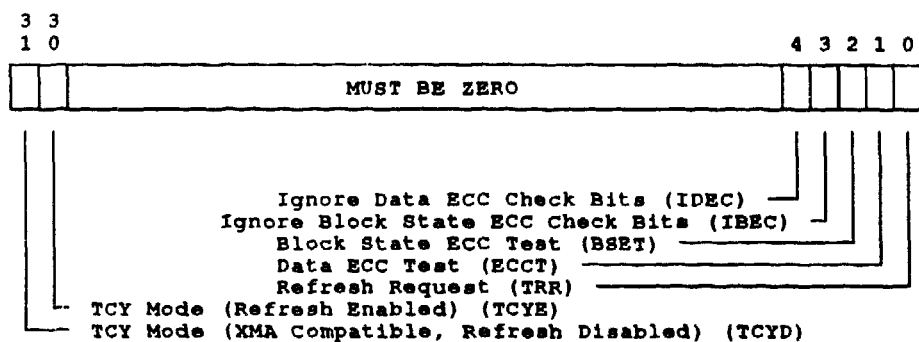 3 3
1 0 4 3 2 1 0
MUST BE ZERO
Ignore Data ECC Check Bits (IDEC)
Ignore Block State ECC Check Bits (IBEC)
Block State ECC Test (BSET)
Data ECC Test (ECCT)
Refresh Request (TRR)
TCY Mode (Refresh Enabled) (TCYE)
TCY Mode (XMA Compatible, Refresh Disabled) (TCYD)